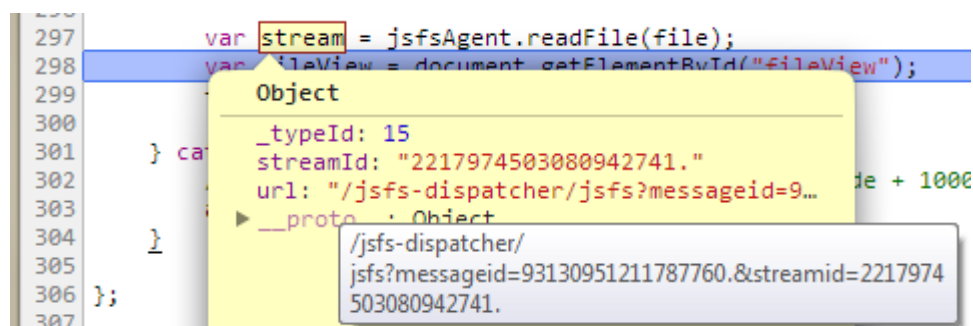 297 var stream = jsfsAgent.readFile(file);
298 var fileView = document.getElementById("fileView");
299
Object
300
_typeId: 15
301 } ca
streamId: "2217974503080942741."
302 de + 1000
url: "/jsfs-dispatcher/jsfs?messageid=9…
303
▶ __proto__: Object
304 }
/jsfs-dispatcher/
305
jsfs?messageid=93130951211787760.&streamid=2217974
306 };
503080942741.
307